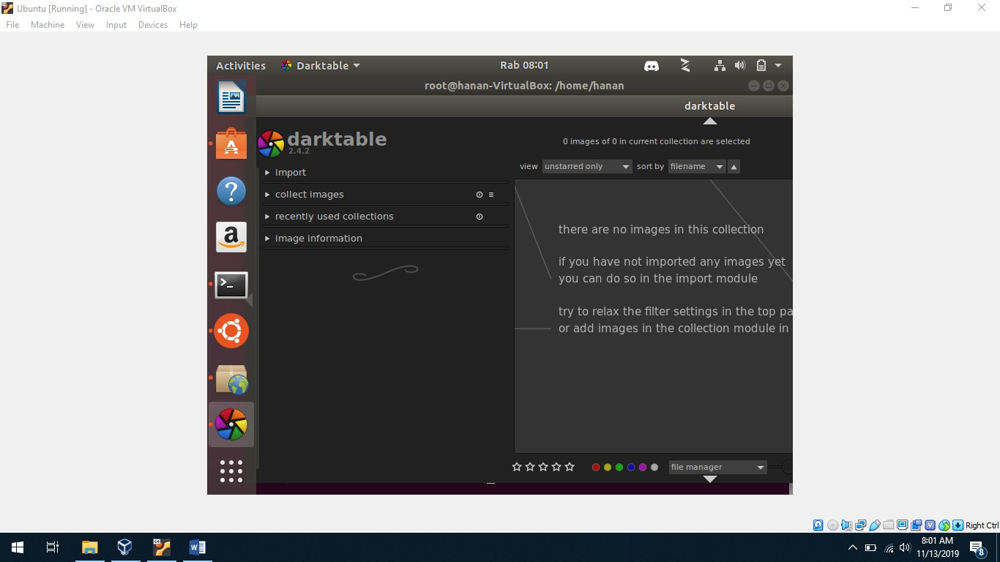 Ubuntu [Running] - Oracle VM VirtualBox
File Machine View Input Devices Help
Activities Darktable Rab 08:01
root@hanan-VirtualBox: /home/hanan
darktable
darktable
2.4.2
0 images of 0 in current collection are selected
view unstarred only sort by filename
import
collect images
recently used collections
image information
there are no images in this collection
if you have not imported any images yet
you can do so in the import module
try to relax the filter settings in the top pa
or add images in the collection module in
file manager
Right Ctrl
8:01 AM
11/13/2019
8